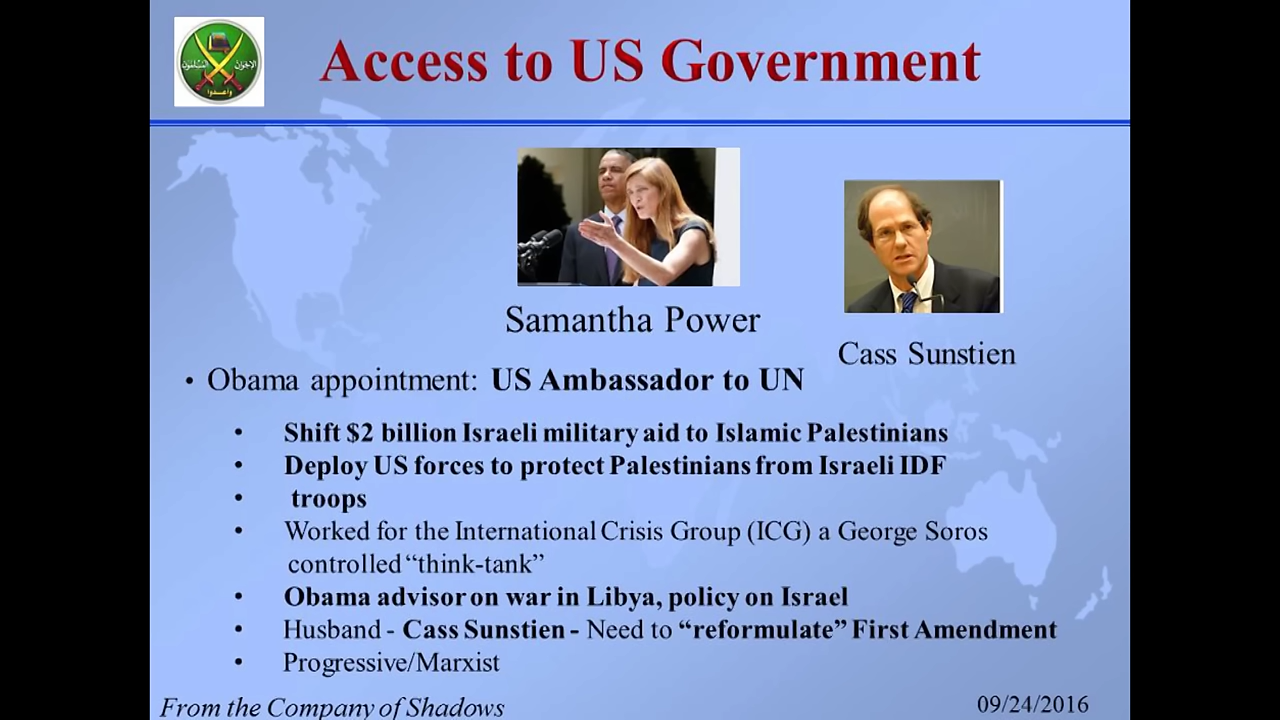 Access to US Government
الإخوان
المسلمون
وأعدوا
Samantha Power
Cass Sunstien
• Obama appointment: US Ambassador to UN
• Shift $2 billion Israeli military aid to Islamic Palestinians
• Deploy US forces to protect Palestinians from Israeli IDF
• troops
• Worked for the International Crisis Group (ICG) a George Soros
controlled “think-tank”
• Obama advisor on war in Libya, policy on Israel
• Husband - Cass Sunstien - Need to “reformulate” First Amendment
• Progressive/Marxist
From the Company of Shadows
09/24/2016